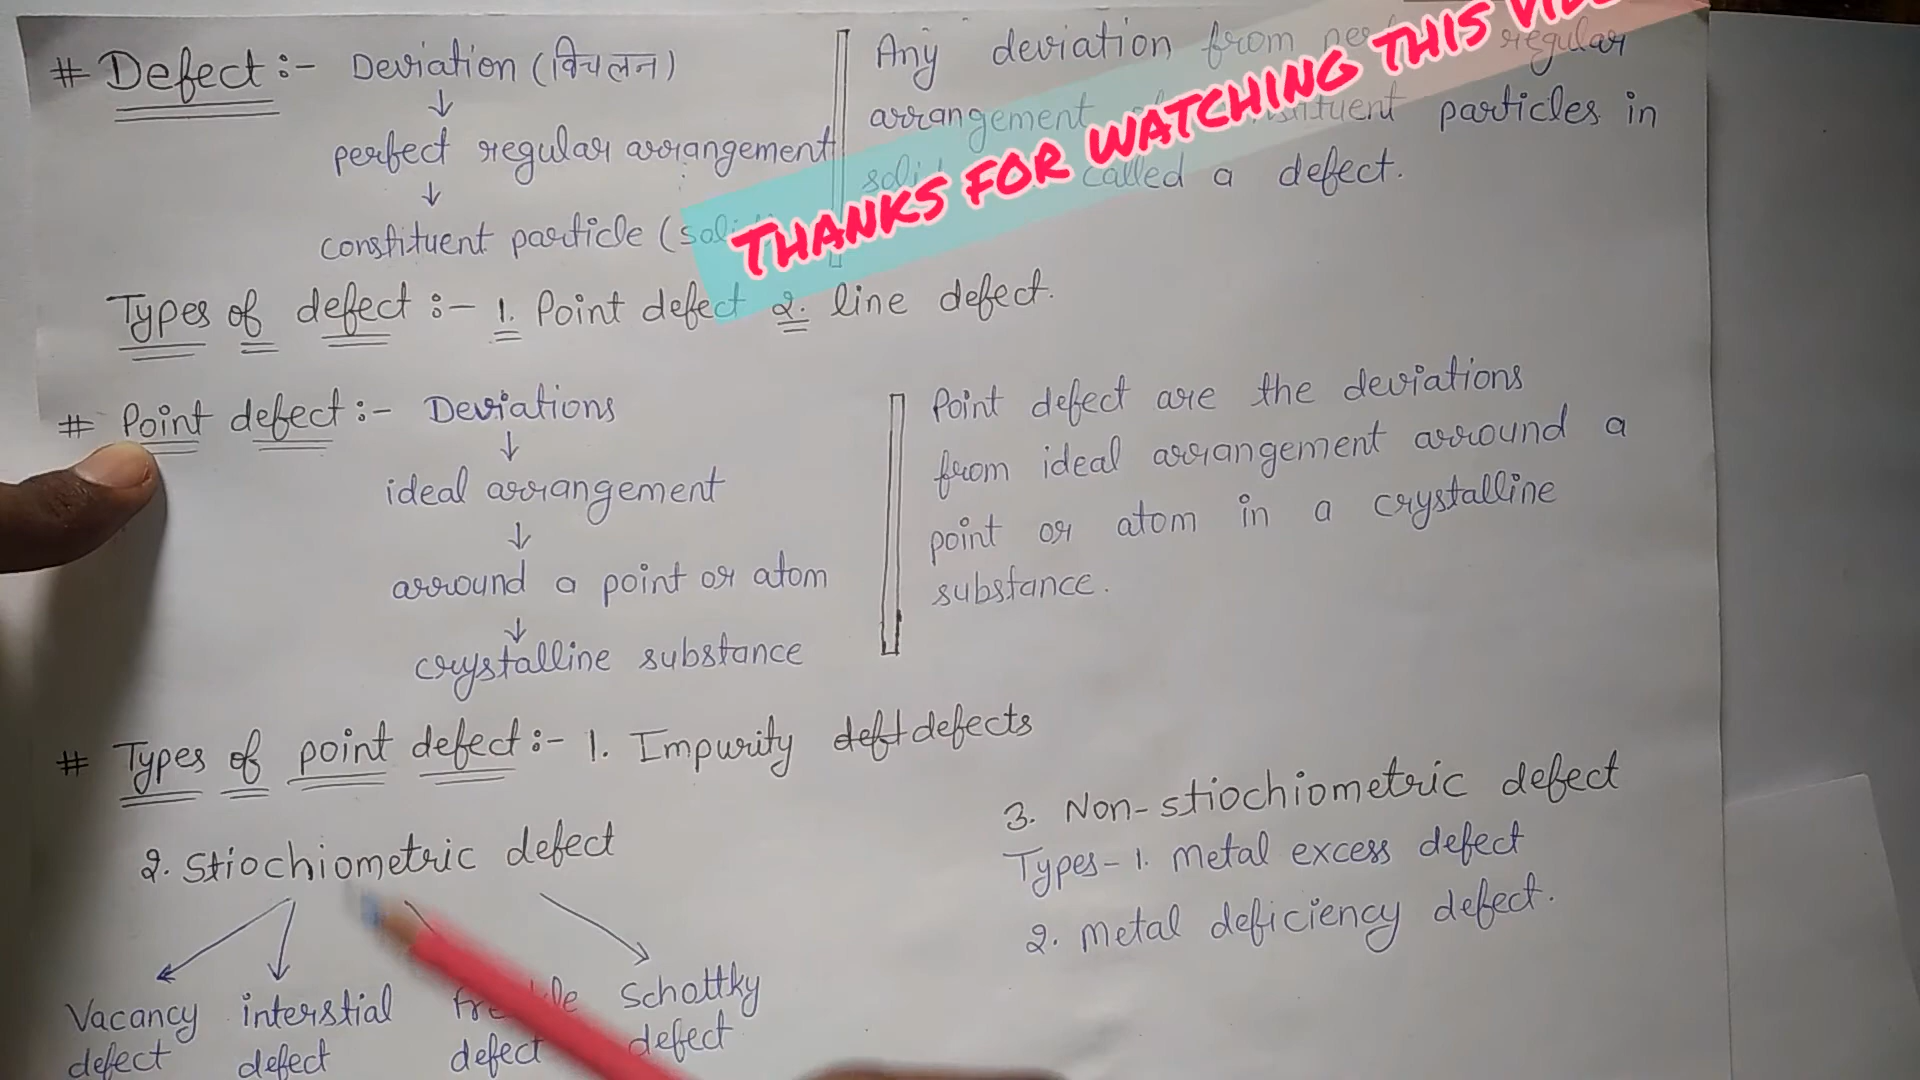 # Defect :- Deviation (विचलन)
↓
perfect regular arrangement
↓
constituent particle (
Any deviation from regular
arrangement particles in
called a defect.
THANKS FOR WATCHING THIS
Types of defect :- 1. Point defect 2. line defect.
# Point defect :- Deviations
↓
ideal arrangement
↓
arround a point or atom
↓
crystalline substance
Point defect are the deviations
from ideal arrangement arround a
point or atom in a crystalline
substance.
# Types of point defect :- 1. Impurity defects
2. Stiochiometric defect
Vacancy defect
interstial defect
defect
Schottky defect
3. Non-stiochiometric defect
Types- 1. Metal excess defect
2. Metal deficiency defect.